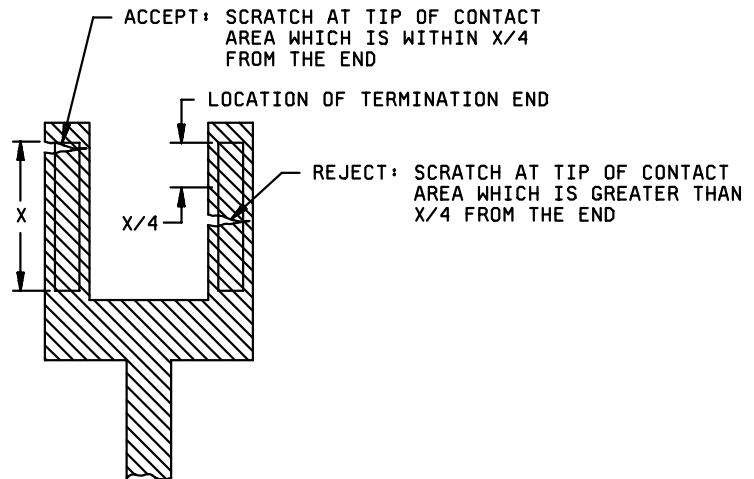 ACCEPT: SCRATCH AT TIP OF CONTACT
AREA WHICH IS WITHIN X/4
FROM THE END
LOCATION OF TERMINATION END
REJECT: SCRATCH AT TIP OF CONTACT
AREA WHICH IS GREATER THAN
X/4 FROM THE END
X
X/4